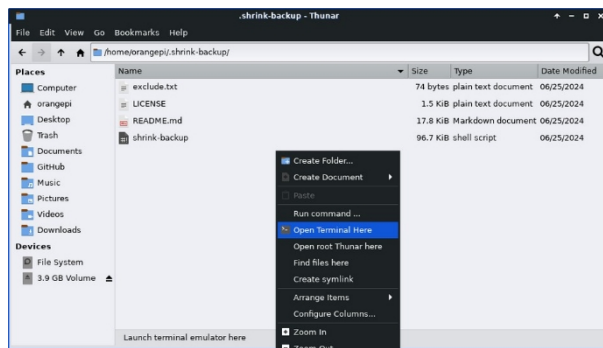 .shrink-backup - Thunar
File Edit View Go Bookmarks Help
/home/orangepi/.shrink-backup/
Places
Computer
orangepi
Desktop
Trash
Documents
GitHub
Music
Pictures
Videos
Downloads
Devices
File System
3.9 GB Volume
Name Size Type Date Modified
exclude.txt 74 bytes plain text document 06/25/2024
LICENSE 1.5 KiB plain text document 06/25/2024
README.md 17.8 KiB Markdown document 06/25/2024
shrink-backup 96.7 KiB shell script 06/25/2024
Create Folder...
Create Document
Paste
Run command ...
Open Terminal Here
Open root Thunar here
Find files here
Create symlink
Arrange Items
Configure Columns...
Zoom In
Zoom Out
Launch terminal emulator here